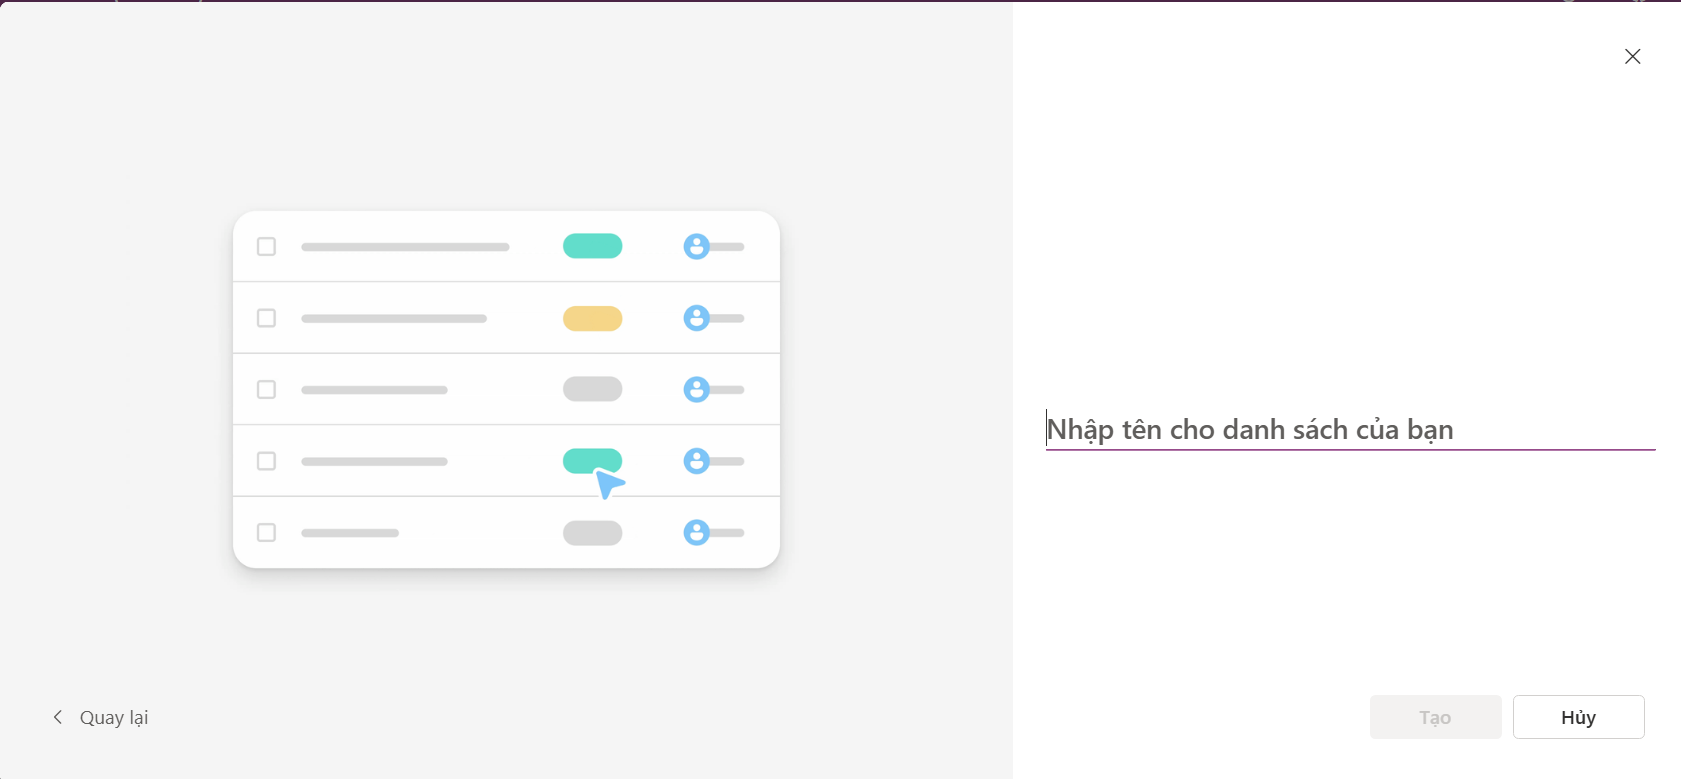 Nhập tên cho danh sách của bạn
Quay lại
Tạo
Hủy